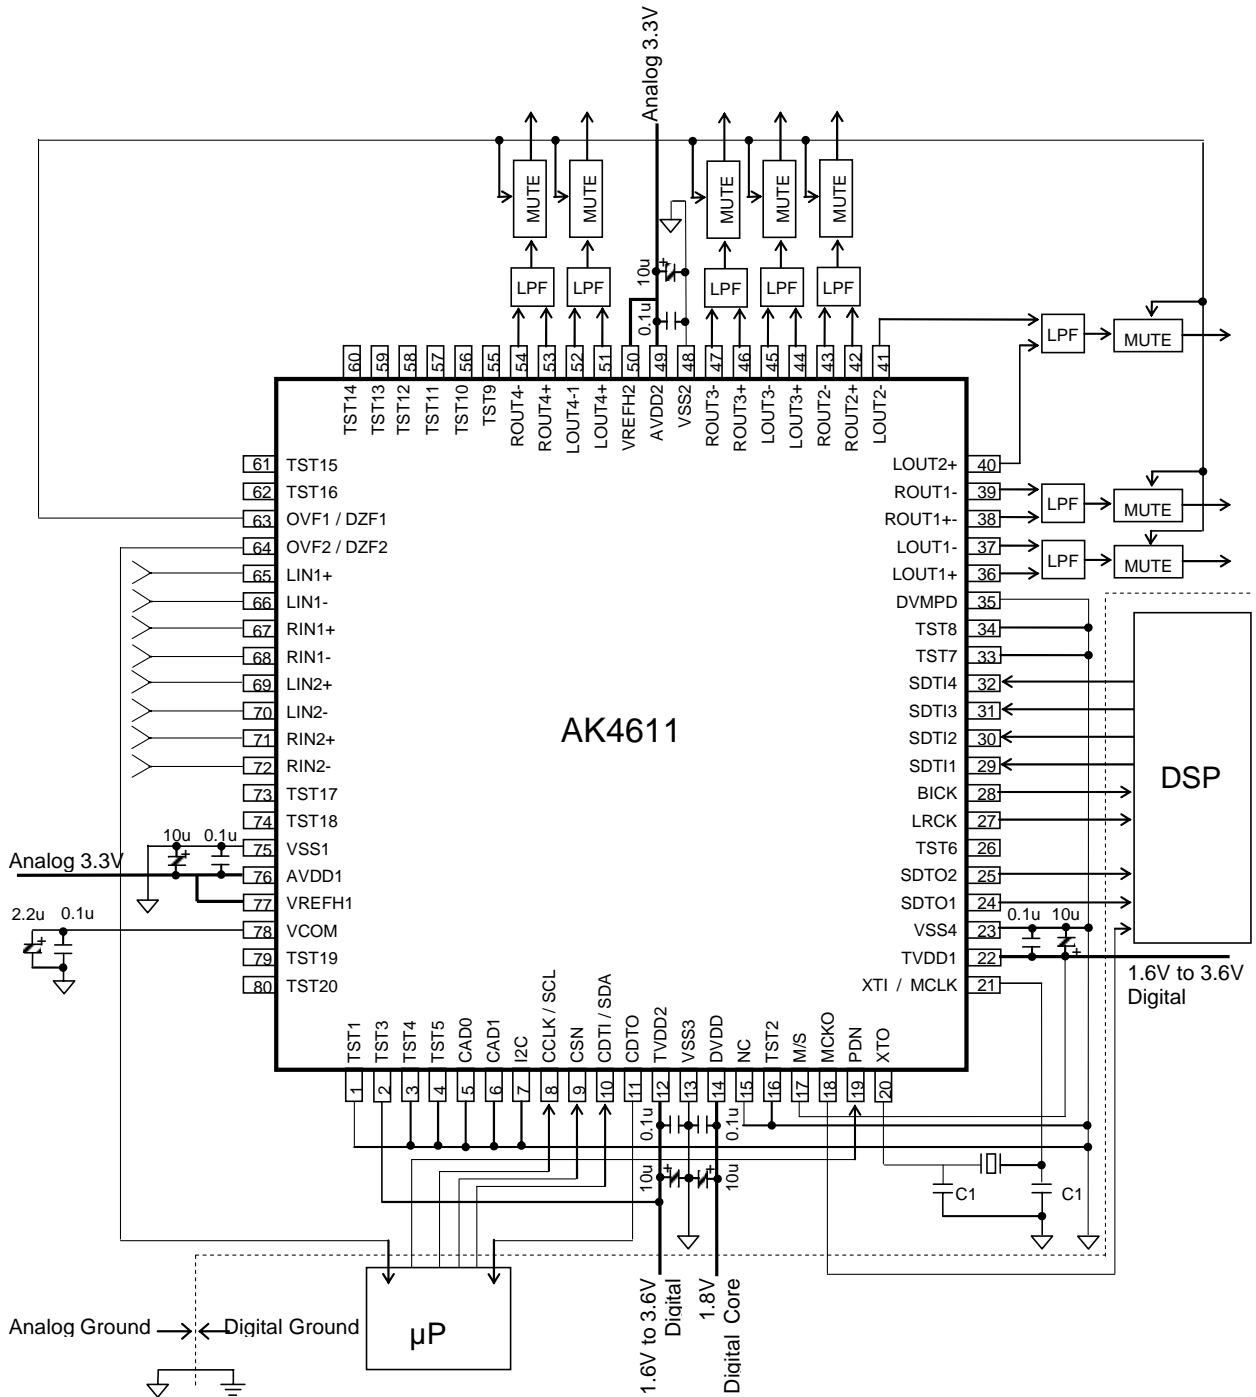 Analog 3.3V
MUTE
MUTE
MUTE
MUTE
MUTE
10u
+
0.1u
LPF
LPF
LPF
LPF
LPF
LPF
MUTE
60
59
58
57
56
55
54
53
52
51
50
49
48
47
46
45
44
43
42
41
TST14
TST13
TST12
TST11
TST10
TST9
ROUT4-
ROUT4+
LOUT4-1
LOUT4+
VREFH2
AVDD2
VSS2
ROUT3-
ROUT3+
LOUT3-
LOUT3+
ROUT2-
ROUT2+
LOUT2-
61 TST15
62 TST16
63 OVF1 / DZF1
64 OVF2 / DZF2
65 LIN1+
66 LIN1-
67 RIN1+
68 RIN1-
69 LIN2+
70 LIN2-
71 RIN2+
72 RIN2-
73 TST17
74 TST18
75 VSS1
76 AVDD1
77 VREFH1
78 VCOM
79 TST19
80 TST20
10u
0.1u
+
Analog 3.3V
2.2u
0.1u
+
AK4611
LOUT2+ 40
ROUT1- 39
ROUT1+- 38
LOUT1- 37
LOUT1+ 36
DVMPD 35
TST8 34
TST7 33
SDTI4 32
SDTI3 31
SDTI2 30
SDTI1 29
BICK 28
LRCK 27
TST6 26
SDTO2 25
SDTO1 24
VSS4 23
TVDD1 22
XTI / MCLK 21
LPF
MUTE
LPF
MUTE
DSP
0.1u
10u
+
1.6V to 3.6V
Digital
TST1
TST3
TST4
TST5
CAD0
CAD1
I2C
CCLK / SCL
CSN
CDTI / SDA
CDTO
TVDD2
VSS3
DVDD
NC
TST2
M/S
MCKO
PDN
XTO
1
2
3
4
5
6
7
8
9
10
11
12
13
14
15
16
17
18
19
20
0.1u
0.1u
10u
+
+
10u
C1
C1
µP
1.6V to 3.6V
Digital
1.8V
Digital Core
Analog Ground
Digital Ground